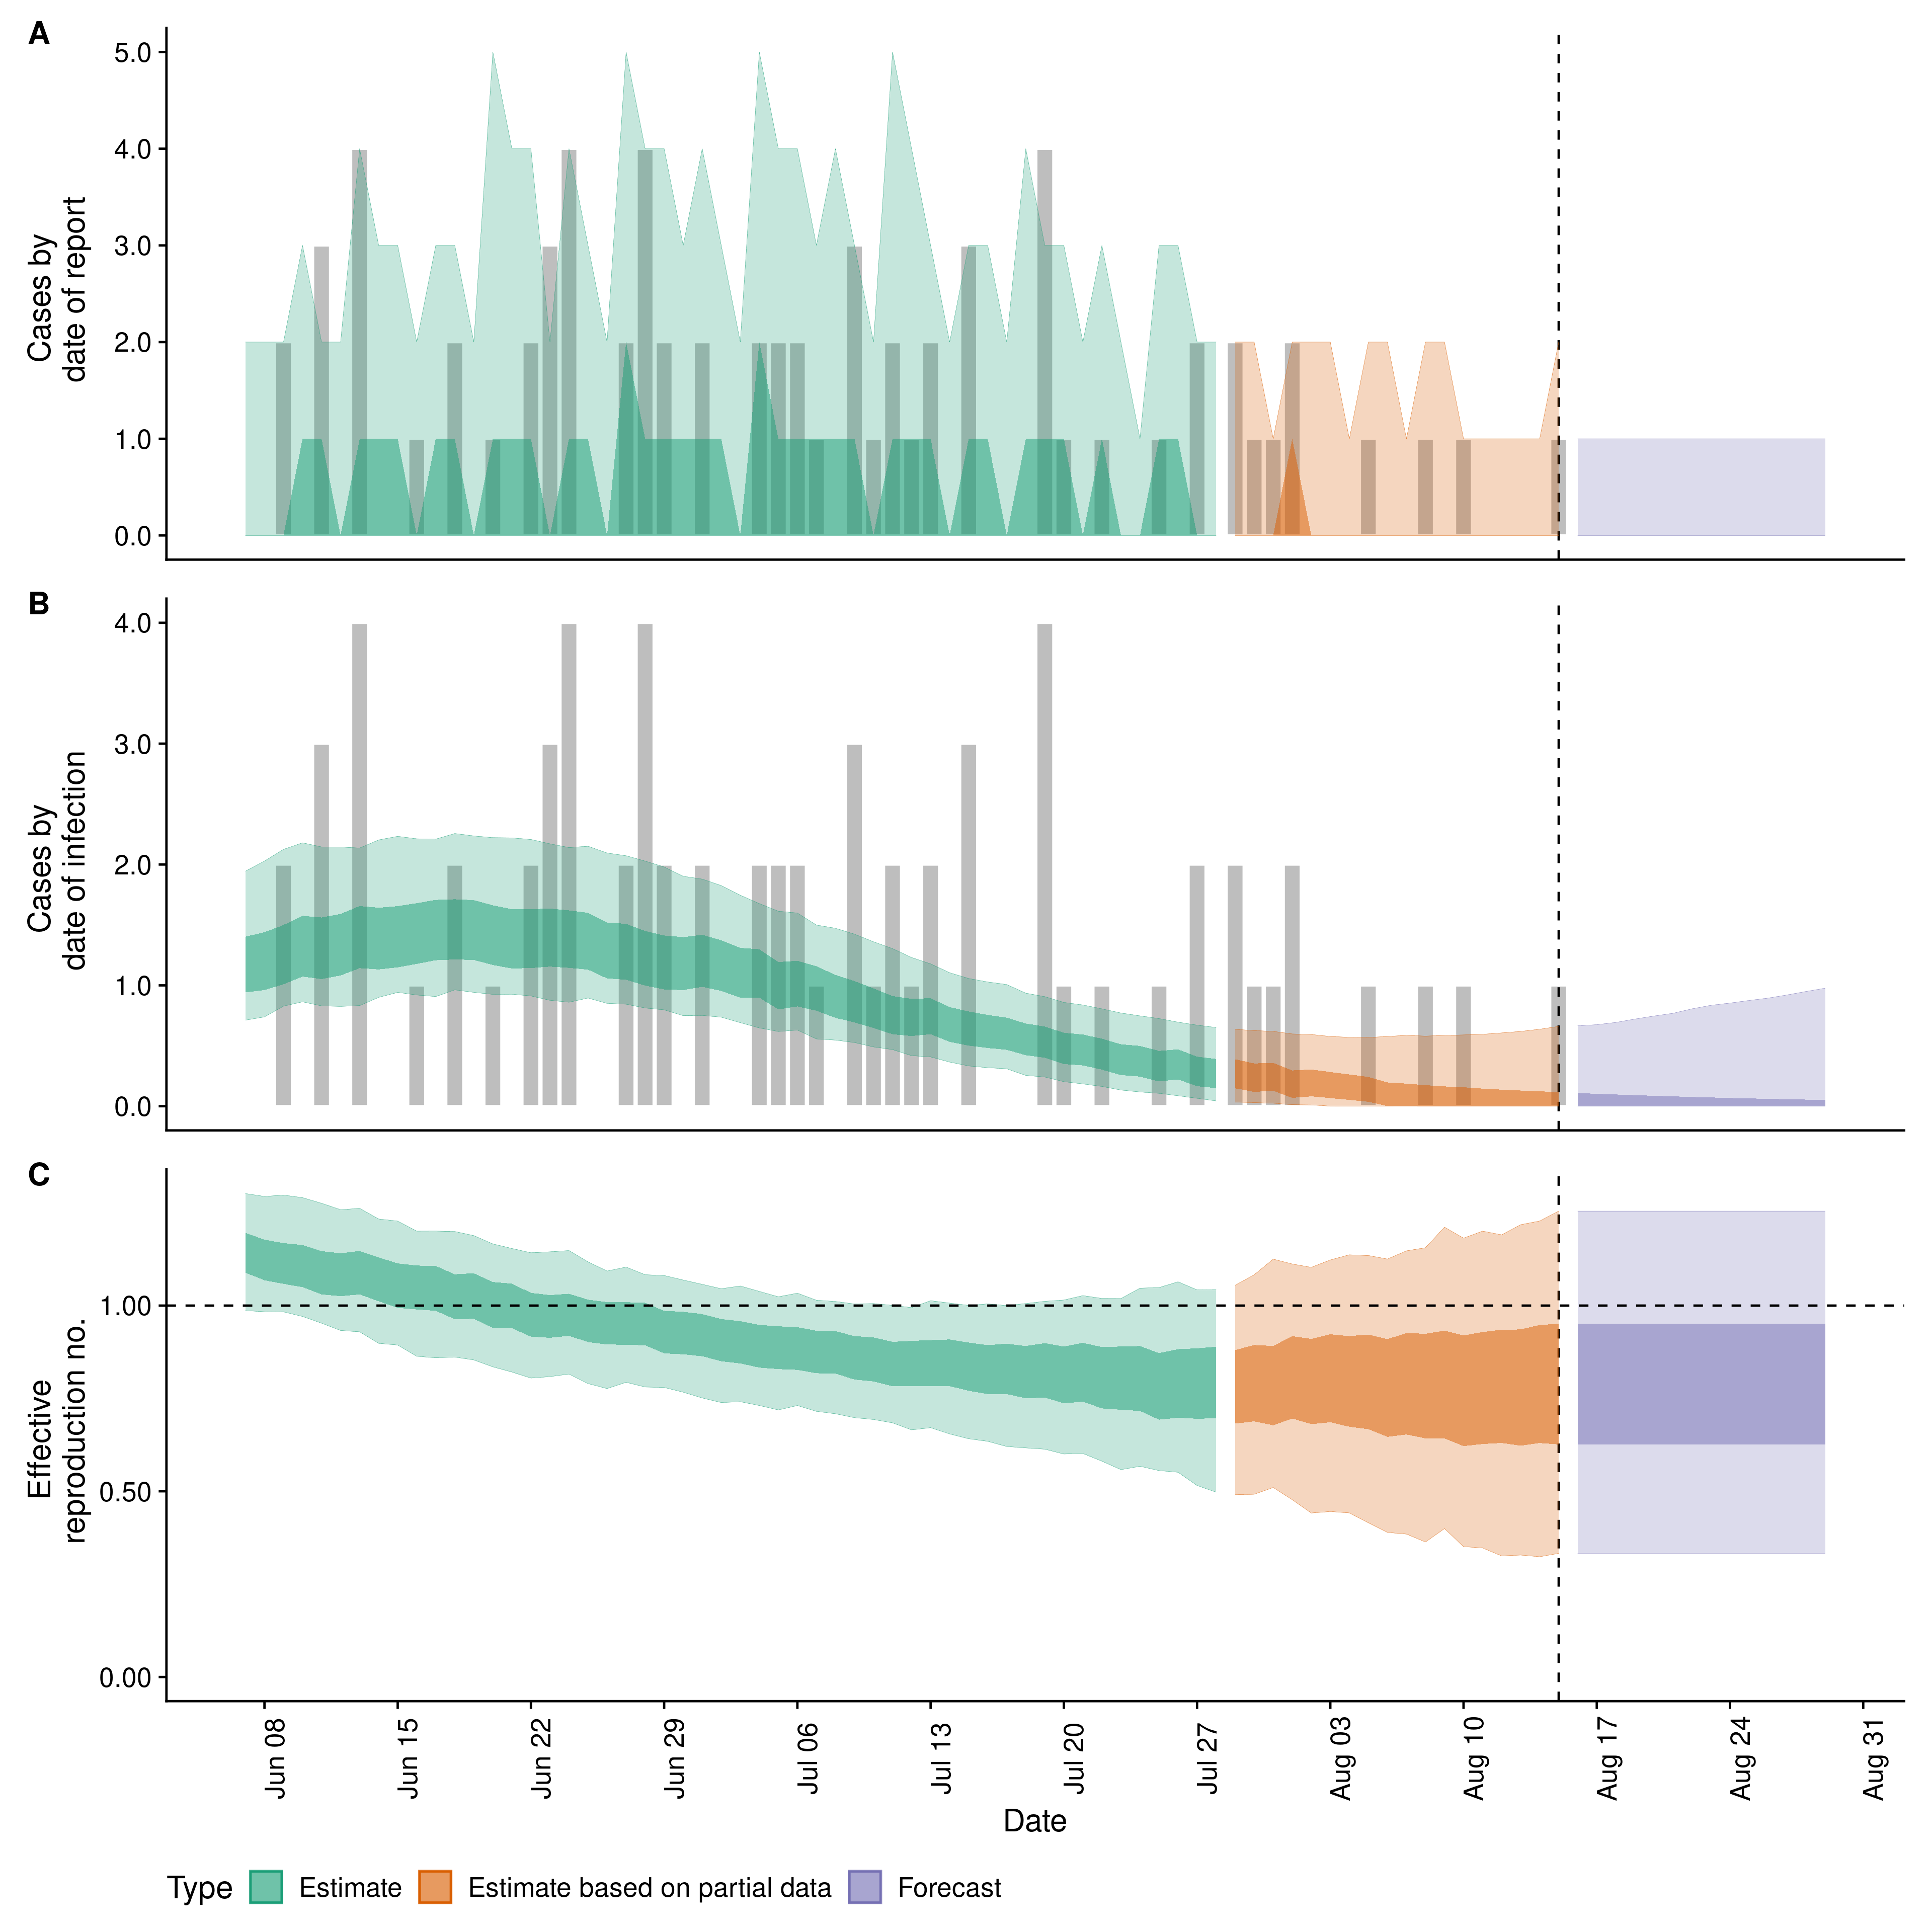 A
Cases by
date of report
5.0
4.0
3.0
2.0
1.0
0.0
B
Cases by
date of infection
4.0
3.0
2.0
1.0
0.0
C
Effective
reproduction no.
1.00
0.50
0.00
Jun 08
Jun 15
Jun 22
Jun 29
Jul 06
Jul 13
Jul 20
Jul 27
Aug 03
Aug 10
Aug 17
Aug 24
Aug 31
Date
Type
Estimate
Estimate based on partial data
Forecast